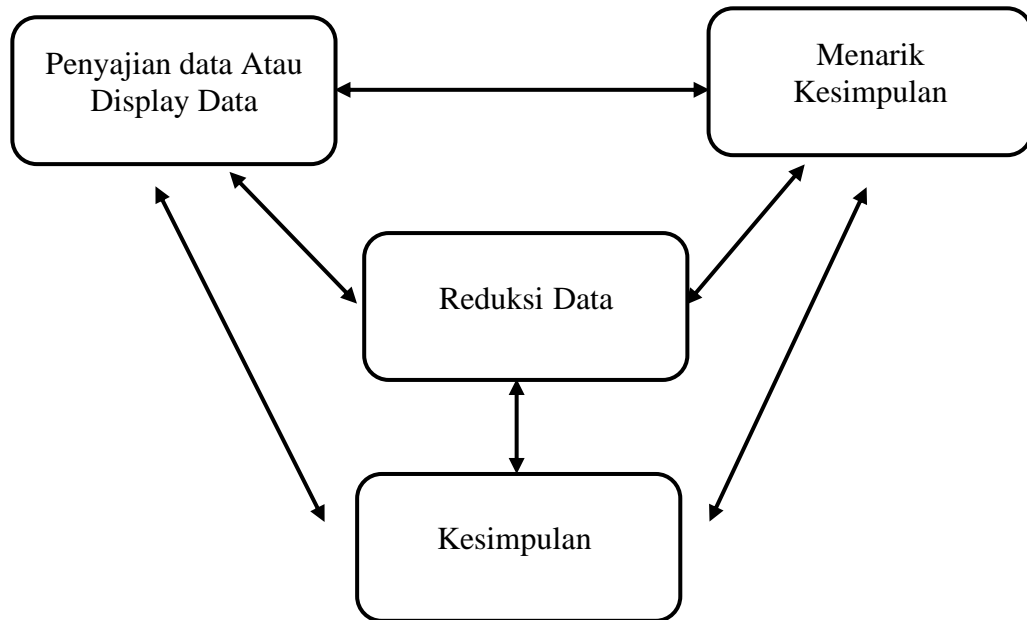 Penyajian data Atau
Display Data
Menarik
Kesimpulan
Reduksi Data
Kesimpulan